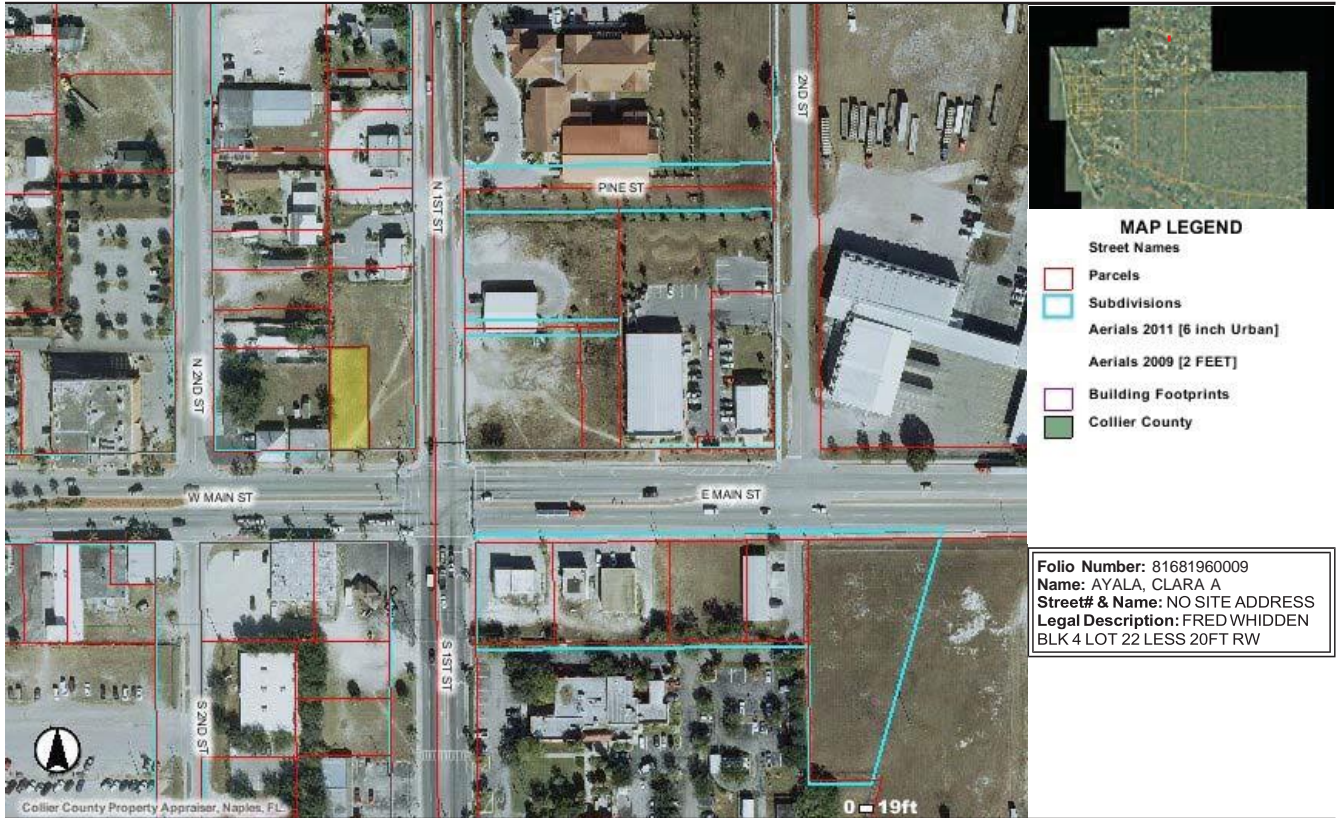 2ND ST
N 1ST ST
PINE ST
N 2ND ST
W MAIN ST
E MAIN ST
S 1ST ST
S 2ND ST
Collier County Property Appraiser, Naples, FL.
0 19ft
MAP LEGEND
Street Names
Parcels
Subdivisions
Aerials 2011 [6 inch Urban]
Aerials 2009 [2 FEET]
Building Footprints
Collier County
Folio Number: 81681960009
Name: AYALA, CLARA A
Street# & Name: NO SITE ADDRESS
Legal Description: FRED WHIDDEN
BLK 4 LOT 22 LESS 20FT RW